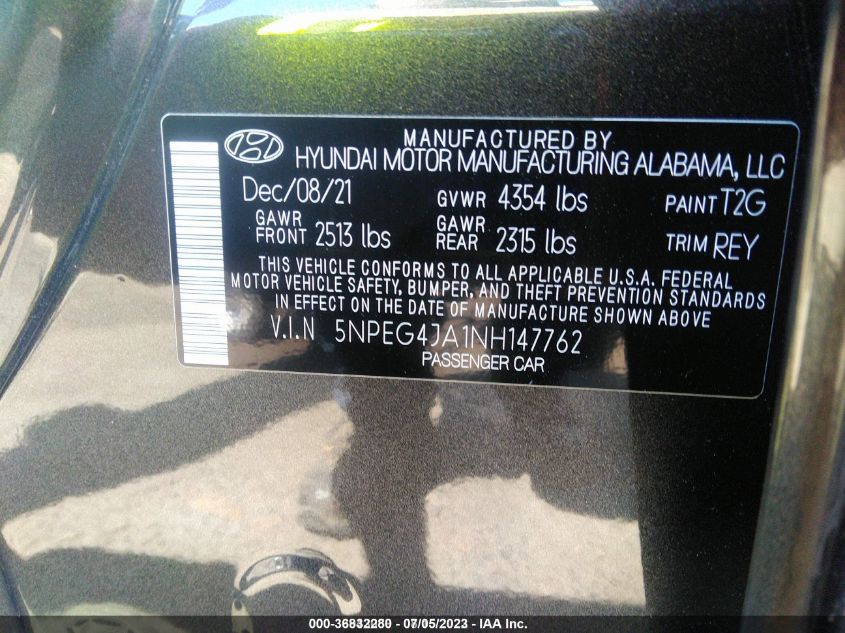 MANUFACTURED BY
HYUNDAI MOTOR MANUFACTURING ALABAMA, LLC
Dec/08/21 GVWR 4354 lbs PAINT T2G
GAWR FRONT 2513 lbs GAWR REAR 2315 lbs TRIM REY
THIS VEHICLE CONFORMS TO ALL APPLICABLE U.S.A. FEDERAL
MOTOR VEHICLE SAFETY, BUMPER, AND THEFT PREVENTION STANDARDS
IN EFFECT ON THE DATE OF MANUFACTURE SHOWN ABOVE
V.I.N 5NPEG4JA1NH147762
PASSENGER CAR
000-36832280 - 07/05/2023 - IAA Inc.